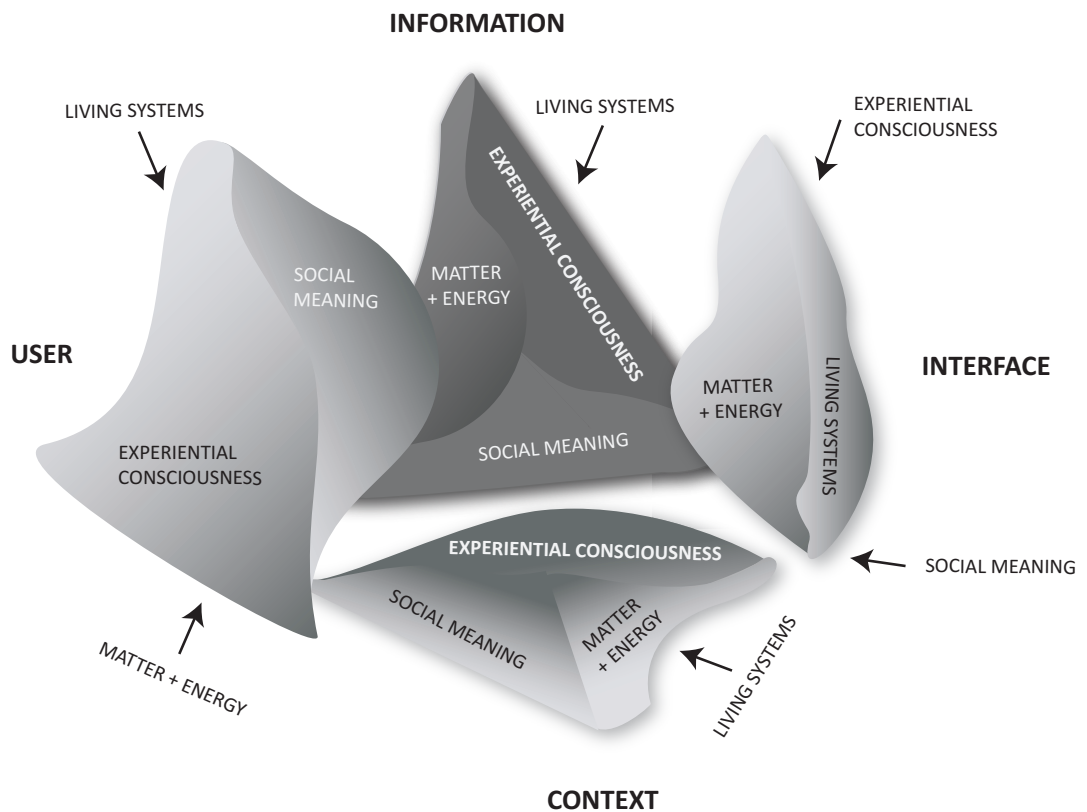 INFORMATION
LIVING SYSTEMS
LIVING SYSTEMS
EXPERIENTIAL
CONSCIOUSNESS
EXPERIENTIAL CONSCIOUSNESS
SOCIAL
MEANING
MATTER
+ ENERGY
USER
INTERFACE
MATTER
+ ENERGY
LIVING SYSTEMS
EXPERIENTIAL
CONSCIOUSNESS
SOCIAL MEANING
EXPERIENTIAL CONSCIOUSNESS
SOCIAL MEANING
SOCIAL MEANING
MATTER
+ ENERGY
LIVING SYSTEMS
MATTER + ENERGY
CONTEXT